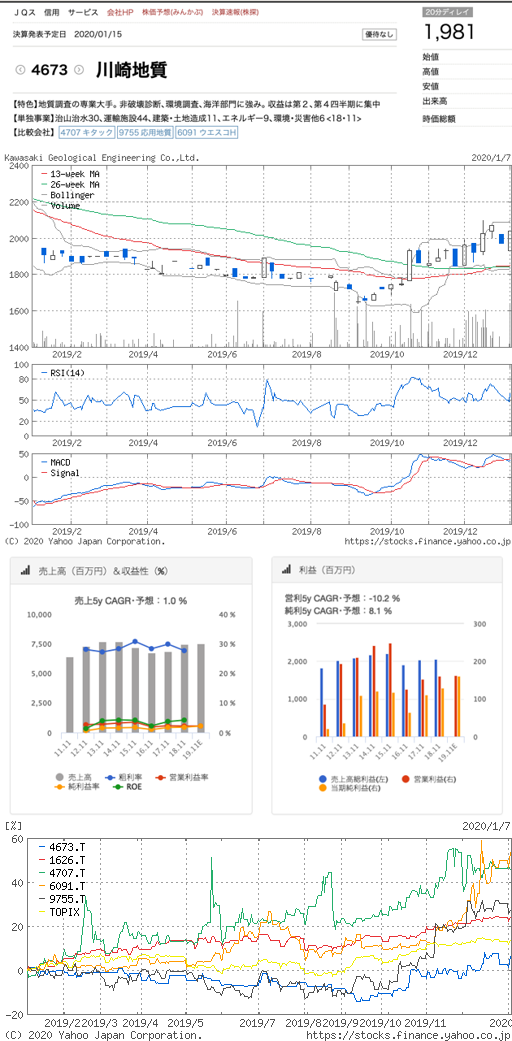 JQス 信用 サービス 会社HP 株価予想(みんかぶ) 決算速報(株探)
20分ディレイ
1,981
決算発表予定日 2020/01/15
優待なし
始値
高値
安値
出来高
時価総額
4673 川崎地質
【特色】地質調査の専業大手。非破壊診断、環境調査、海洋部門に強み。収益は第2、第4四半期に集中
【単独事業】治山治水30、運輸施設44、建築・土地造成11、エネルギー9、環境・災害他6<18・11>
【比較会社】 4707 キタック 9755 応用地質 6091 ウエスコH
Kawasaki Geological Engineering Co.,Ltd. 2020/1/7
2400
2200
2000
1800
1600
1400
13-week MA
26-week MA
Bollinger
Volume
2019/2 2019/4 2019/6 2019/8 2019/10 2019/12
100
80
50
20
0
RSI(14)
2019/2 2019/4 2019/6 2019/8 2019/10 2019/12
50
0
-50
-100
MACD
Signal
2019/2 2019/4 2019/6 2019/8 2019/10 2019/12
(C) 2020 Yahoo Japan Corporation. https://stocks.finance.yahoo.co.jp
売上高（百万円）＆収益性（%）
売上5y CAGR・予想：1.0 %
10,000
7,500
5,000
2,500
0
40 %
30 %
20 %
10 %
0 %
11.11 12.11 13.11 14.11 15.11 16.11 17.11 18.11 19.11E
売上高 粗利率 営業利益率
純利益率 ROE
利益（百万円）
営利5y CAGR・予想：-10.2 %
純利5y CAGR・予想：8.1 %
3,000
2,000
1,000
0
300
200
100
0
11.11 12.11 13.11 14.11 15.11 16.11 17.11 18.11 19.11E
売上高総利益(左) 営業利益(右)
当期純利益(右)
[%] 2020/1/7
60
40
20
0
-20
4673.T
1626.T
4707.T
6091.T
9755.T
TOPIX
2019/2 2019/3 2019/4 2019/5 2019/7 2019/8 2019/9 2019/10 2019/11 2020
(C) 2020 Yahoo Japan Corporation. https://stocks.finance.yahoo.co.jp